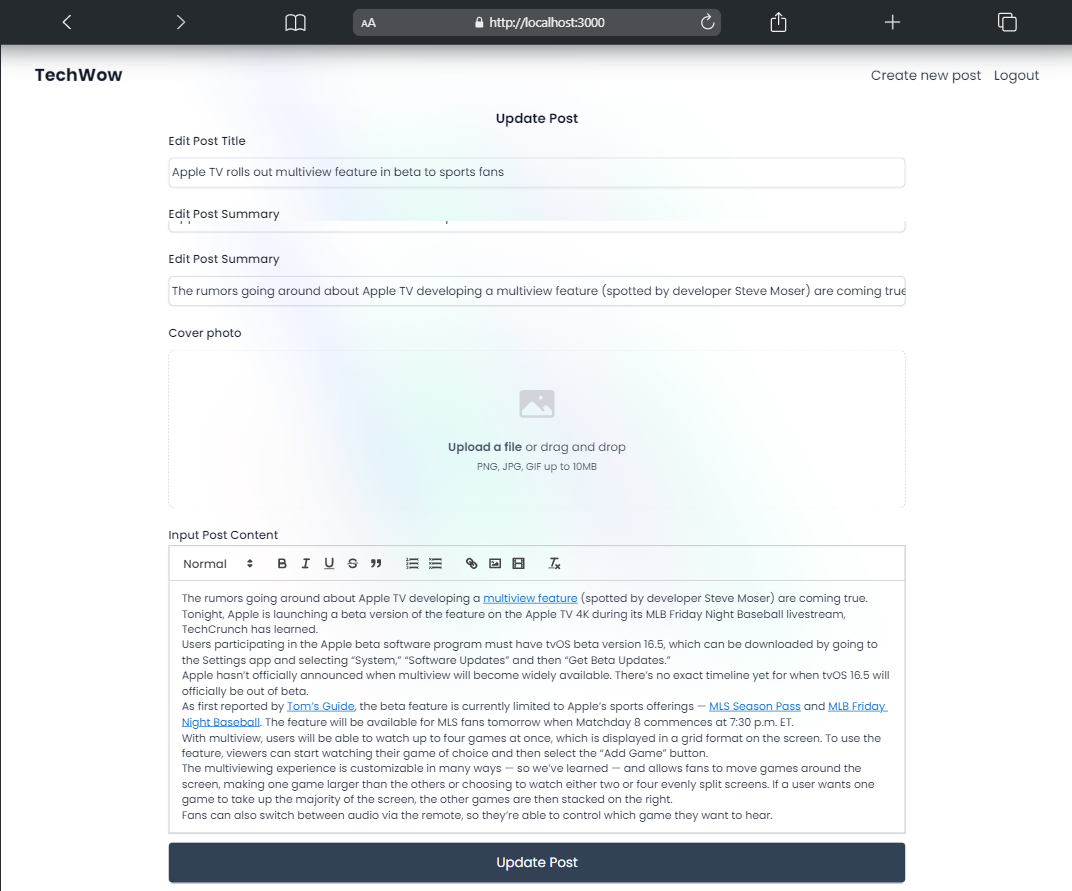 AA http://localhost:3000
TechWow
Create new post Logout
Update Post
Edit Post Title
Apple TV rolls out multiview feature in beta to sports fans
Edit Post Summary
Edit Post Summary
The rumors going around about Apple TV developing a multiview feature (spotted by developer Steve Moser) are coming true
Cover photo
Upload a file or drag and drop
PNG, JPG, GIF up to 10MB
Input Post Content
Normal B I U S
The rumors going around about Apple TV developing a multiview feature (spotted by developer Steve Moser) are coming true.
Tonight, Apple is launching a beta version of the feature on the Apple TV 4K during its MLB Friday Night Baseball livestream,
TechCrunch has learned.
Users participating in the Apple beta software program must have tvOS beta version 16.5, which can be downloaded by going to
the Settings app and selecting “System,” “Software Updates” and then “Get Beta Updates.”
Apple hasn’t officially announced when multiview will become widely available. There’s no exact timeline yet for when tvOS 16.5 will
officially be out of beta.
As first reported by Tom’s Guide, the beta feature is currently limited to Apple’s sports offerings — MLS Season Pass and MLB Friday
Night Baseball. The feature will be available for MLS fans tomorrow when Matchday 8 commences at 7:30 p.m. ET.
With multiview, users will be able to watch up to four games at once, which is displayed in a grid format on the screen. To use the
feature, viewers can start watching their game of choice and then select the “Add Game” button.
The multiviewing experience is customizable in many ways — so we’ve learned — and allows fans to move games around the
screen, making one game larger than the others or choosing to watch either two or four evenly split screens. If a user wants one
game to take up the majority of the screen, the other games are then stacked on the right.
Fans can also switch between audio via the remote, so they’re able to control which game they want to hear.
Update Post